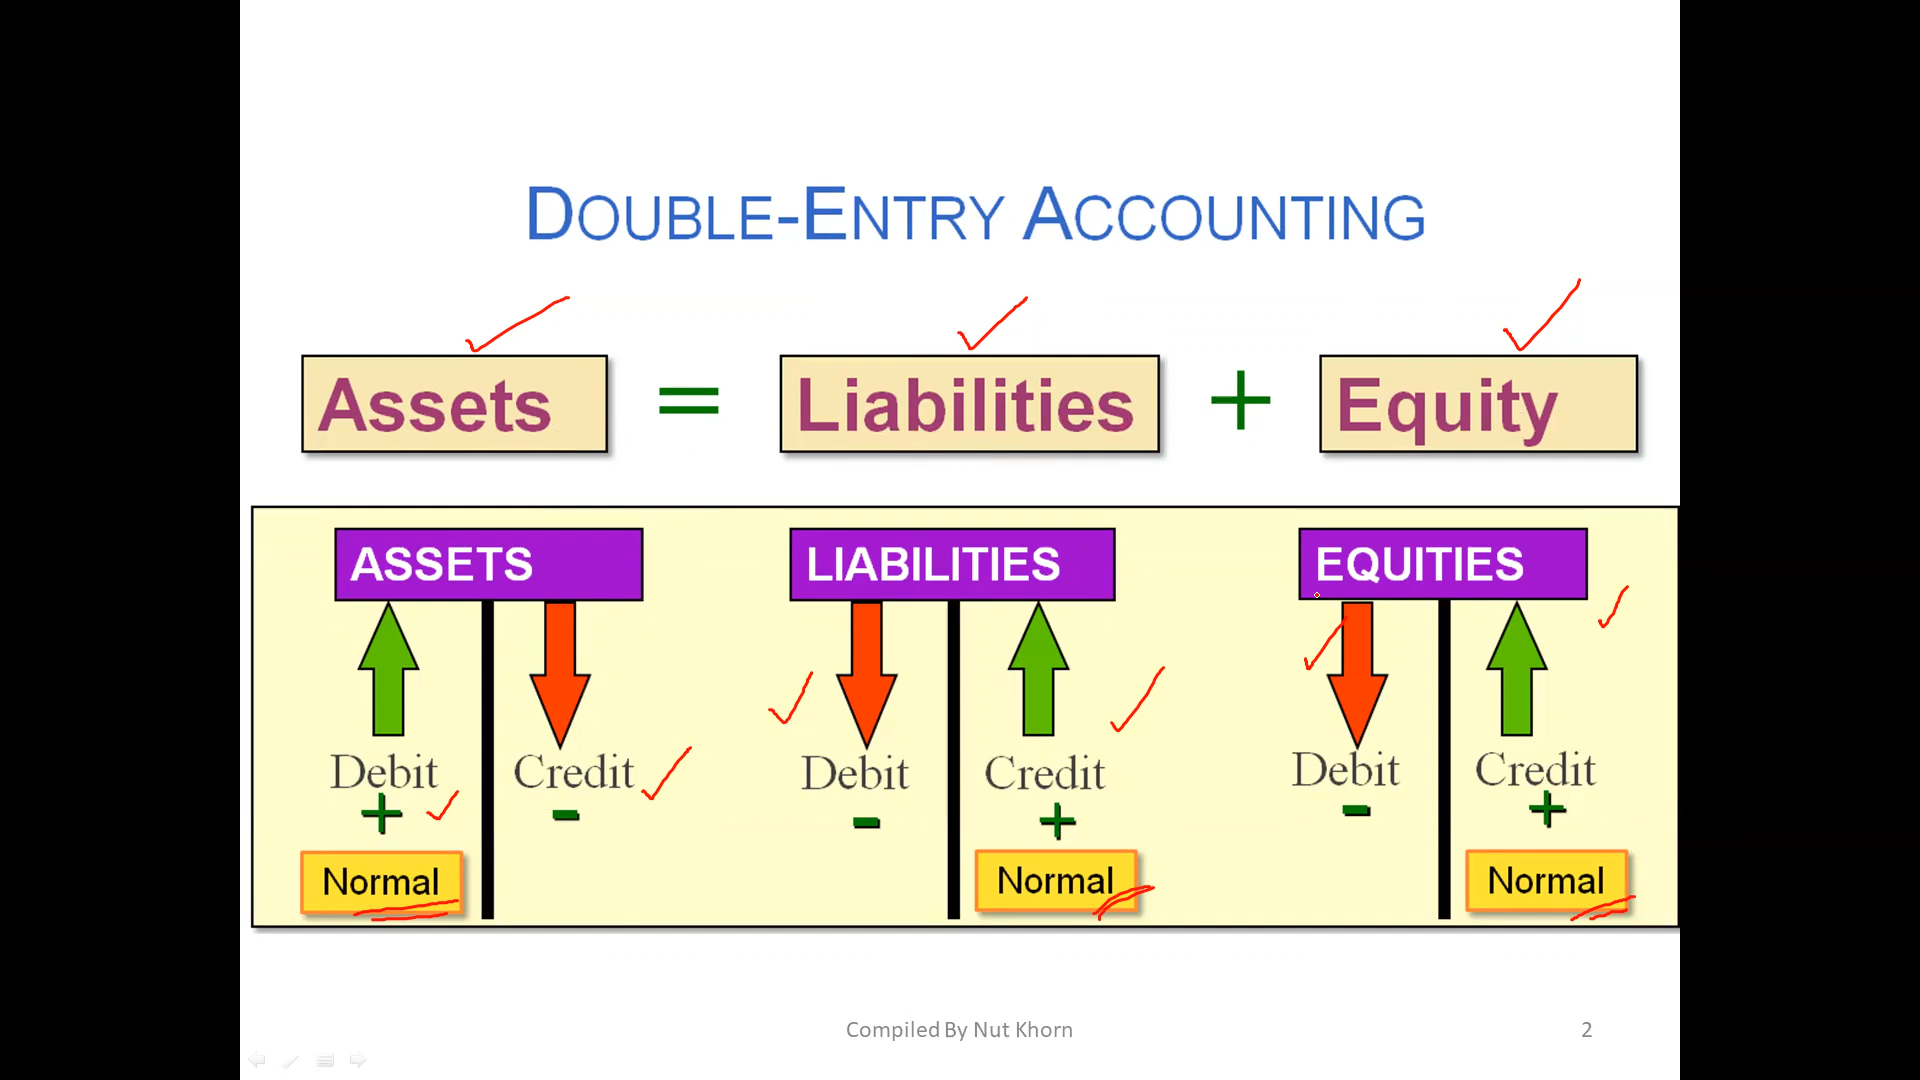 DOUBLE-ENTRY ACCOUNTING
Assets = Liabilities + Equity
ASSETS LIABILITIES EQUITIES
Debit Credit Debit Credit Debit Credit
+ - - + - +
Normal Normal Normal
Compiled By Nut Khorn 2